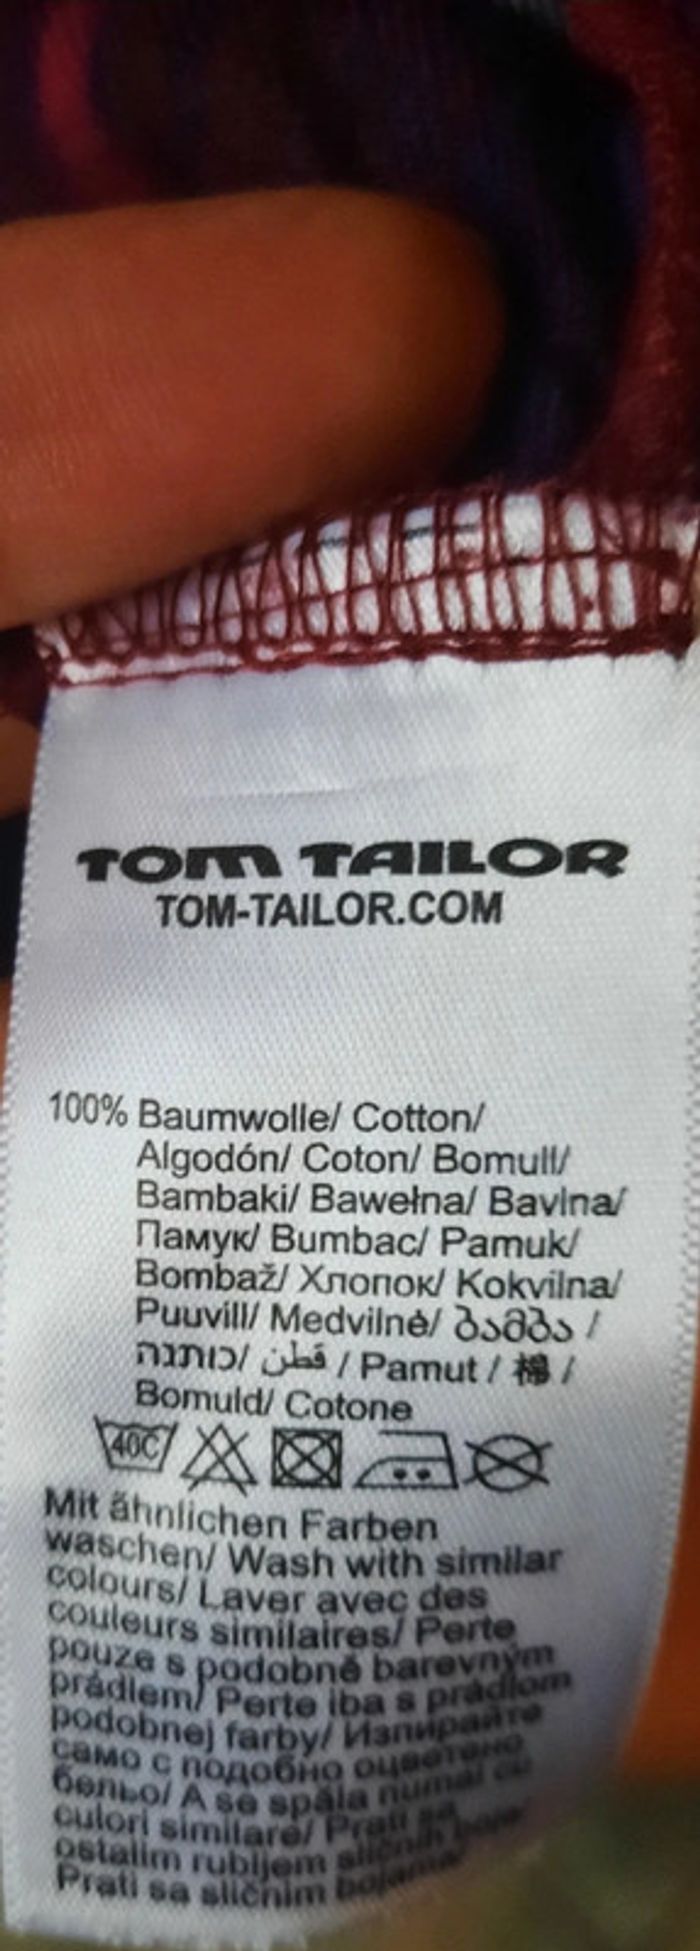 TOM TAILOR
TOM-TAILOR.COM
100% Baumwolle/ Cotton/
Algodón/ Coton/ Bomull/
Bambaki/ Bawełna/ Bavlna/
Памук/ Bumbac/ Pamuk/
Bombaž/ Хлопок/ Kokvilna/
Puuvill/ Medvilnė/ ბამბა /
כותנה/ قطن / Pamut / 棉 /
Bomuld/ Cotone
40C
Mit ähnlichen Farben
waschen/ Wash with similar
colours/ Laver avec des
couleurs similaires/ Perte
pouze s podobně barevným
prádlem/ Perte iba s prádlom
podobnej farby/ Изпирайте
само с подобно оцветено
бельо/ A se spăla numai cu
culori similare/ Prati sa
ostalim rubljem sličnih boja/
Prati sa sličnim bojama/